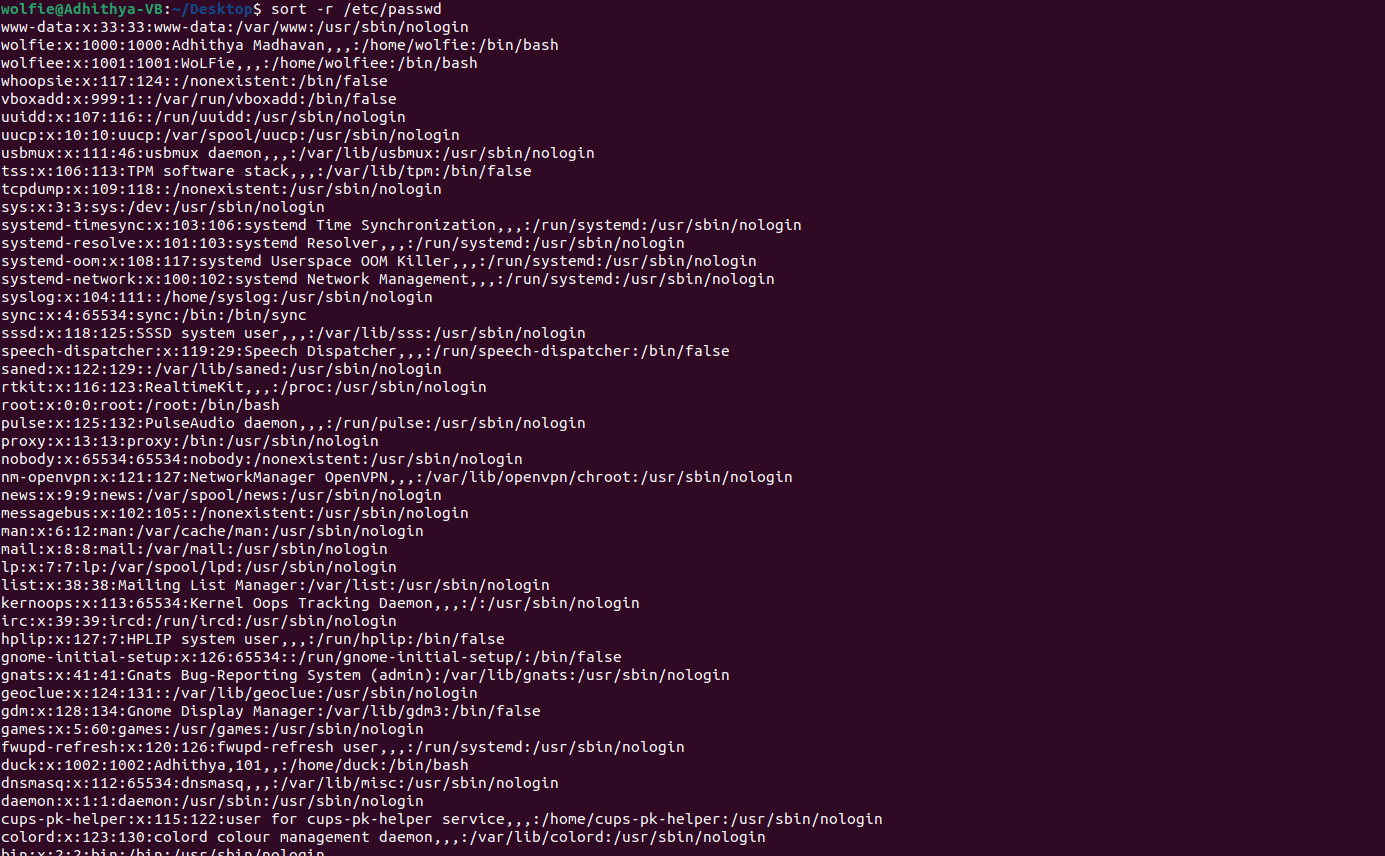 wolfie@Adhithya-VB:~/Desktop$ sort -r /etc/passwd
www-data:x:33:33:www-data:/var/www:/usr/sbin/nologin
wolfie:x:1000:1000:Adhithya Madhavan,,,:/home/wolfie:/bin/bash
wolfiee:x:1001:1001:WoLFie,,,:/home/wolfiee:/bin/bash
whoopsie:x:117:124::/nonexistent:/bin/false
vboxadd:x:999:1::/var/run/vboxadd:/bin/false
uuidd:x:107:116::/run/uuidd:/usr/sbin/nologin
uucp:x:10:10:uucp:/var/spool/uucp:/usr/sbin/nologin
usbmux:x:111:46:usbmux daemon,,,:/var/lib/usbmux:/usr/sbin/nologin
tss:x:106:113:TPM software stack,,,:/var/lib/tpm:/bin/false
tcpdump:x:109:118::/nonexistent:/usr/sbin/nologin
sys:x:3:3:sys:/dev:/usr/sbin/nologin
systemd-timesync:x:103:106:systemd Time Synchronization,,,:/run/systemd:/usr/sbin/nologin
systemd-resolve:x:101:103:systemd Resolver,,,:/run/systemd:/usr/sbin/nologin
systemd-oom:x:108:117:systemd Userspace OOM Killer,,,:/run/systemd:/usr/sbin/nologin
systemd-network:x:100:102:systemd Network Management,,,:/run/systemd:/usr/sbin/nologin
syslog:x:104:111::/home/syslog:/usr/sbin/nologin
sync:x:4:65534:sync:/bin:/bin/sync
sssd:x:118:125:SSSD system user,,,:/var/lib/sss:/usr/sbin/nologin
speech-dispatcher:x:119:29:Speech Dispatcher,,,:/run/speech-dispatcher:/bin/false
saned:x:122:129::/var/lib/saned:/usr/sbin/nologin
rtkit:x:116:123:RealtimeKit,,,:/proc:/usr/sbin/nologin
root:x:0:0:root:/root:/bin/bash
pulse:x:125:132:PulseAudio daemon,,,:/run/pulse:/usr/sbin/nologin
proxy:x:13:13:proxy:/bin:/usr/sbin/nologin
nobody:x:65534:65534:nobody:/nonexistent:/usr/sbin/nologin
nm-openvpn:x:121:127:NetworkManager OpenVPN,,,:/var/lib/openvpn/chroot:/usr/sbin/nologin
news:x:9:9:news:/var/spool/news:/usr/sbin/nologin
messagebus:x:102:105::/nonexistent:/usr/sbin/nologin
man:x:6:12:man:/var/cache/man:/usr/sbin/nologin
mail:x:8:8:mail:/var/mail:/usr/sbin/nologin
lp:x:7:7:lp:/var/spool/lpd:/usr/sbin/nologin
list:x:38:38:Mailing List Manager:/var/list:/usr/sbin/nologin
kernoops:x:113:65534:Kernel Oops Tracking Daemon,,,:/:/usr/sbin/nologin
irc:x:39:39:ircd:/run/ircd:/usr/sbin/nologin
hplip:x:127:7:HPLIP system user,,,:/run/hplip:/bin/false
gnome-initial-setup:x:126:65534::/run/gnome-initial-setup/:/bin/false
gnats:x:41:41:Gnats Bug-Reporting System (admin):/var/lib/gnats:/usr/sbin/nologin
geoclue:x:124:131::/var/lib/geoclue:/usr/sbin/nologin
gdm:x:128:134:Gnome Display Manager:/var/lib/gdm3:/bin/false
games:x:5:60:games:/usr/games:/usr/sbin/nologin
fwupd-refresh:x:120:126:fwupd-refresh user,,,:/run/systemd:/usr/sbin/nologin
duck:x:1002:1002:Adhithya,101,,:/home/duck:/bin/bash
dnsmasq:x:112:65534:dnsmasq,,,:/var/lib/misc:/usr/sbin/nologin
daemon:x:1:1:daemon:/usr/sbin:/usr/sbin/nologin
cups-pk-helper:x:115:122:user for cups-pk-helper service,,,:/home/cups-pk-helper:/usr/sbin/nologin
colord:x:123:130:colord colour management daemon,,,:/var/lib/colord:/usr/sbin/nologin
bin:x:2:2:bin:/bin:/usr/sbin/nologin